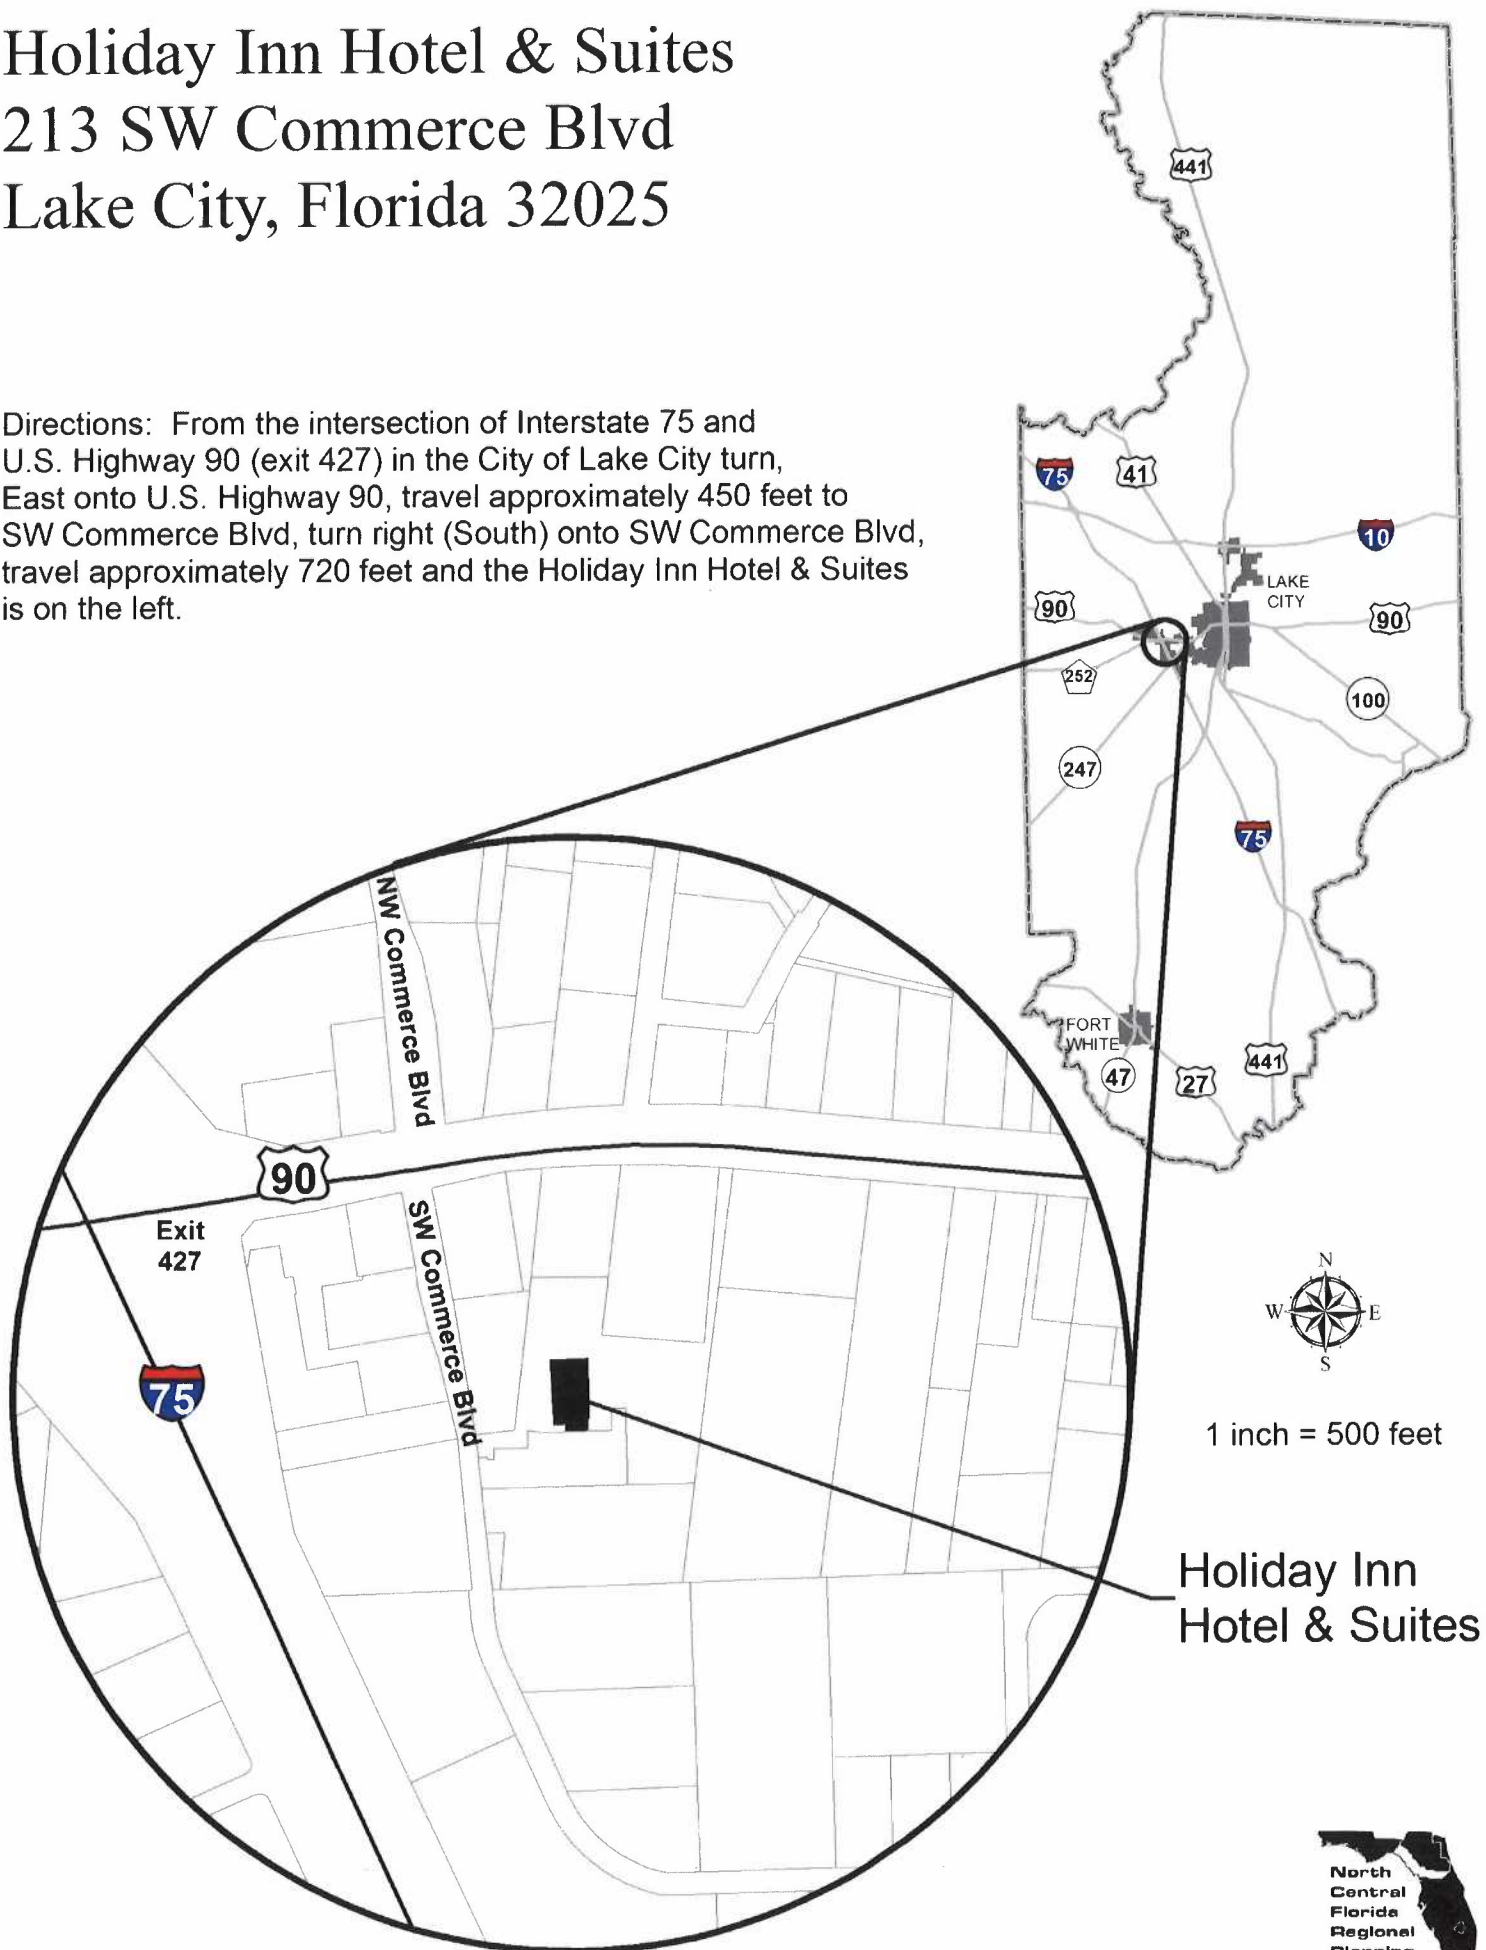 Holiday Inn Hotel & Suites
213 SW Commerce Blvd
Lake City, Florida 32025
Directions: From the intersection of Interstate 75 and
U.S. Highway 90 (exit 427) in the City of Lake City turn,
East onto U.S. Highway 90, travel approximately 450 feet to
SW Commerce Blvd, turn right (South) onto SW Commerce Blvd,
travel approximately 720 feet and the Holiday Inn Hotel & Suites
is on the left.
441
75
41
10
LAKE
CITY
90
90
252
100
247
75
FORT
WHITE
47
27
441
NW Commerce Blvd
90
Exit
427
SW Commerce Blvd
75
N
W
E
S
1 inch = 500 feet
Holiday Inn
Hotel & Suites
North
Central
Florida
Regional